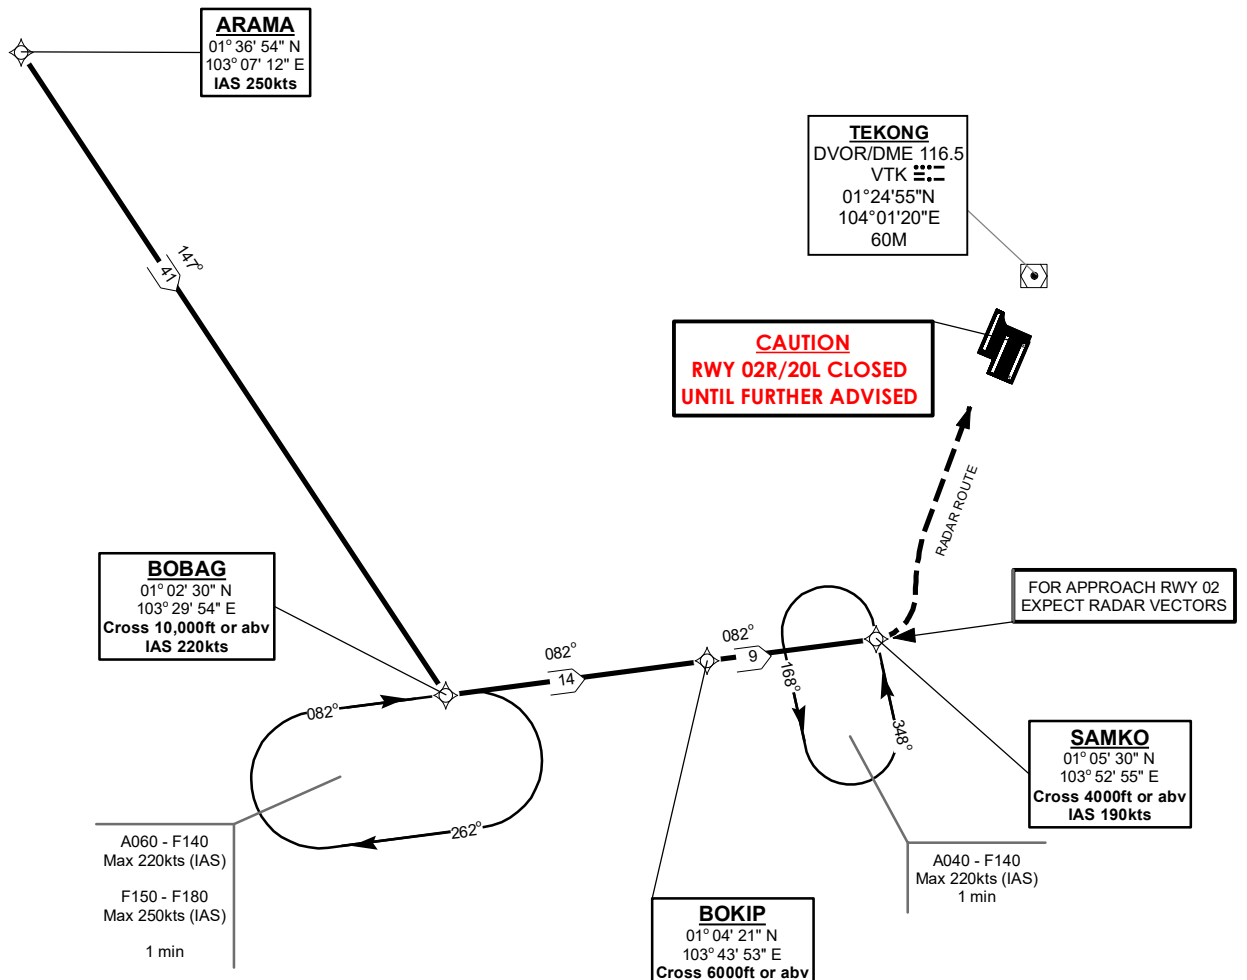 ARAMA
01° 36' 54" N
103° 07' 12" E
IAS 250kts
TEKONG
DVOR/DME 116.5
VTK
01°24'55"N
104°01'20"E
60M
147°
41
CAUTION
RWY 02R/20L CLOSED
UNTIL FURTHER ADVISED
RADAR ROUTE
BOBAG
01° 02' 30" N
103° 29' 54" E
Cross 10,000ft or abv
IAS 220kts
FOR APPROACH RWY 02
EXPECT RADAR VECTORS
082°
14
082°
9
168°
348°
082°
262°
SAMKO
01° 05' 30" N
103° 52' 55" E
Cross 4000ft or abv
IAS 190kts
A060 - F140
Max 220kts (IAS)
F150 - F180
Max 250kts (IAS)
1 min
A040 - F140
Max 220kts (IAS)
1 min
BOKIP
01° 04' 21" N
103° 43' 53" E
Cross 6000ft or abv